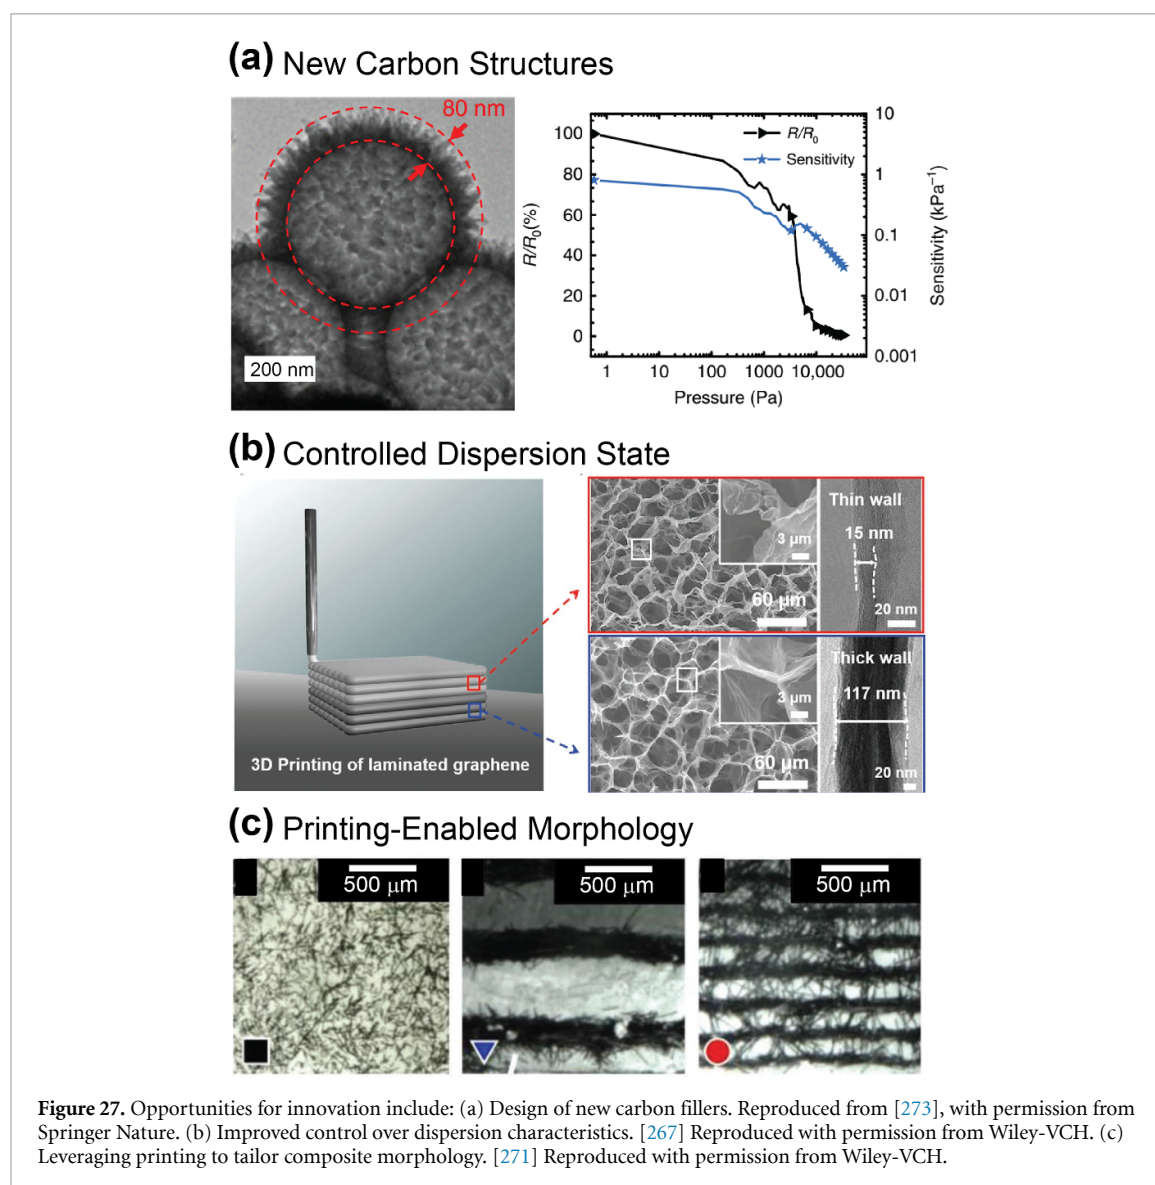 (a) New Carbon Structures
80 nm
200 nm
R/R0(%)
100
80
60
40
20
0
R/R0
Sensitivity
10
1
0.1
0.01
0.001
Sensitivity (kPa−1)
1 10 100 1000 10,000
Pressure (Pa)
(b) Controlled Dispersion State
3D Printing of laminated graphene
3 μm
60 μm
Thin wall
15 nm
20 nm
3 μm
60 μm
Thick wall
117 nm
20 nm
(c) Printing-Enabled Morphology
500 μm
500 μm
500 μm
Figure 27. Opportunities for innovation include: (a) Design of new carbon fillers. Reproduced from [273], with permission from
Springer Nature. (b) Improved control over dispersion characteristics. [267] Reproduced with permission from Wiley-VCH. (c)
Leveraging printing to tailor composite morphology. [271] Reproduced with permission from Wiley-VCH.